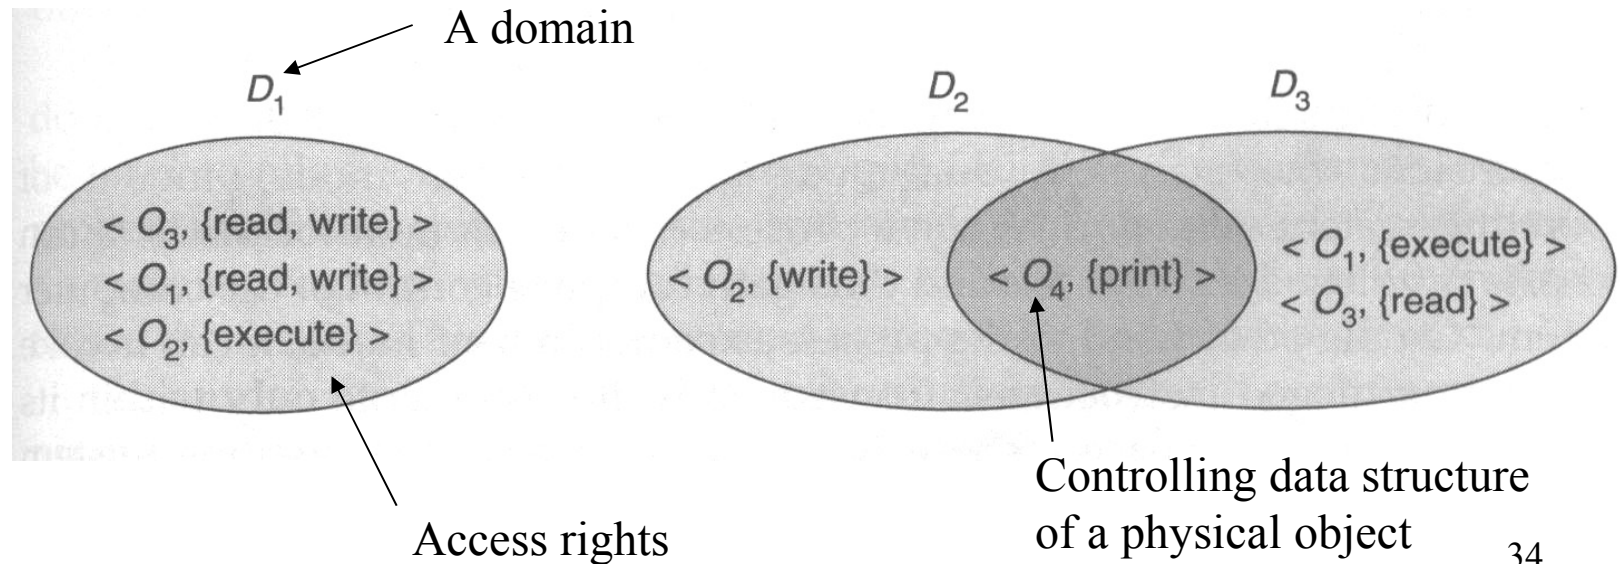 A domain
D1
D2
D3
< O3, {read, write} >
< O1, {read, write} >
< O2, {execute} >
< O2, {write} >
< O4, {print} >
< O1, {execute} >
< O3, {read} >
Access rights
Controlling data structure
of a physical object
34